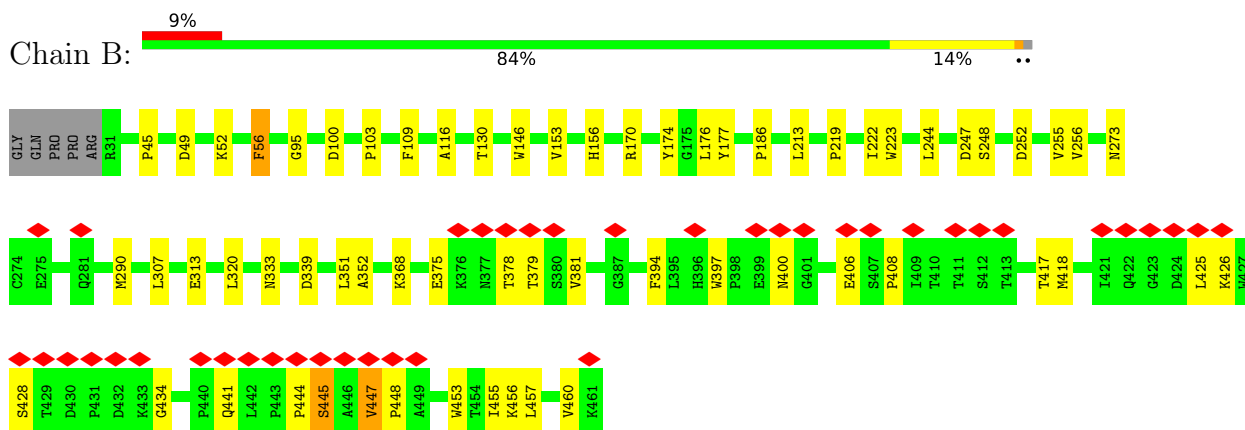 9%
Chain B:
84% 14% ••
GLY GLN PRO PRO ARG R31 P45 D49 K52 F56 G95 D100 P103 F109 A116 T130 W146 V153 H156 R170 Y174 G175 L176 Y177 P186 L213 P219 I222 W223 L244 D247 S248 D252 V255 V256 N273
C274 E275 Q281 M290 L307 E313 L320 N333 D339 L351 A352 K368 E375 K376 N377 T378 T379 S380 V381 G387 F394 L395 H396 W397 P398 E399 N400 G401 E406 S407 P408 I409 T410 T411 S412 T413 T417 M418 I421 Q422 G423 D424 L425 K426 W427
S428 T429 D430 P431 D432 K433 G434 P440 Q441 L442 P443 P444 S445 A446 V447 P448 A449 W453 T454 I455 K456 L457 V460 K461